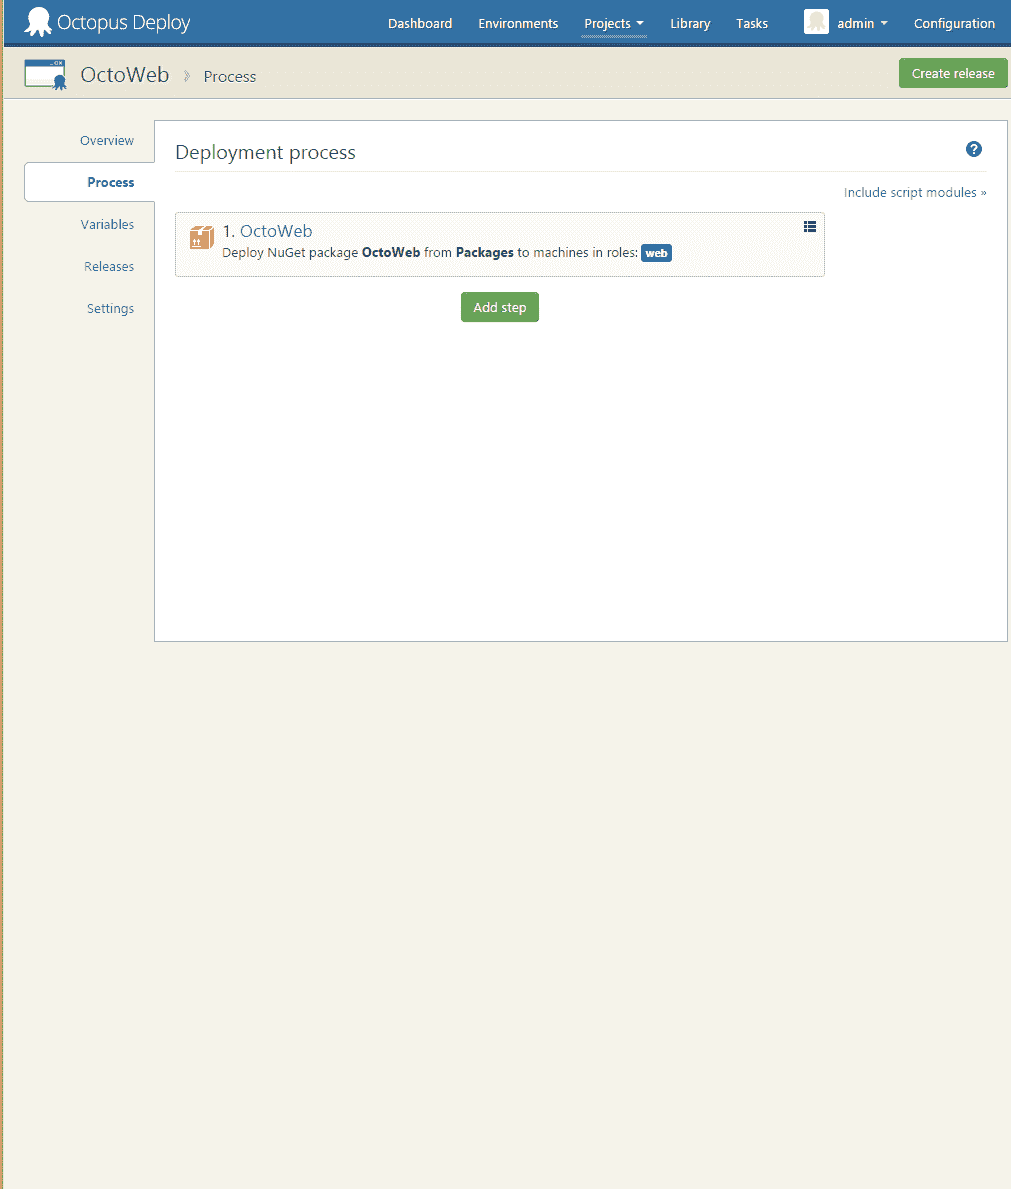 Octopus Deploy
Dashboard Environments Projects Library Tasks admin Configuration
OctoWeb » Process
Create release
Overview
Process
Variables
Releases
Settings
Deployment process
?
Include script modules »
1. OctoWeb
Deploy NuGet package OctoWeb from Packages to machines in roles: web
Add step